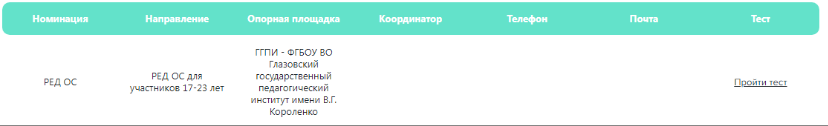 Номинация Направление Опорная площадка Координатор Телефон Почта Тест
РЕД ОС
РЕД ОС для
участников 17-23 лет
ГГПИ - ФГБОУ ВО
Глазовский
государственный
педагогический
институт имени В.Г.
Короленко
Пройти тест